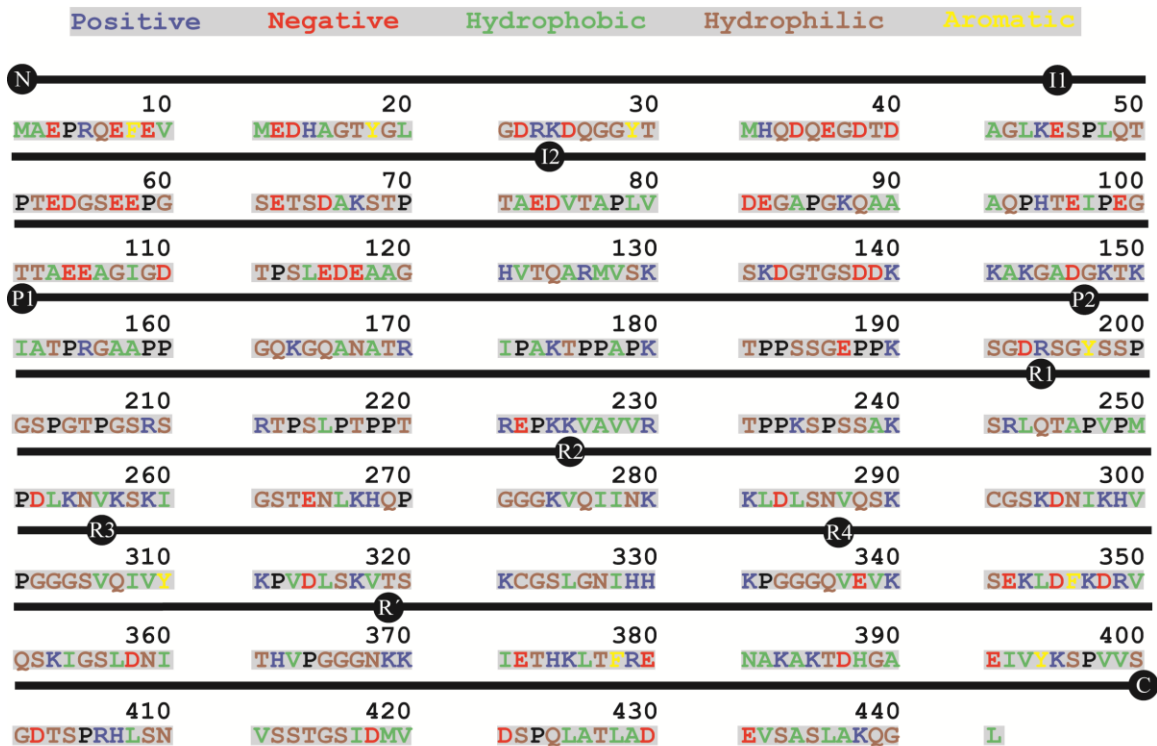 Positive Negative Hydrophobic Hydrophilic Aromatic
N I1
10 20 30 40 50
MAEPRQEFEV MEDHAGTYGL GDRKDQGGYT MHQDQEGDTD AGLKESPLQT
I2
60 70 80 90 100
PTEDGSEEPG SETSDAKSTP TAEDVTAPLV DEGAPGKQAA AQPHTEIPEG
110 120 130 140 150
TTAEEAGIGD TPSLEDEAAG HVTQARMVSK SKDGTGSDDK KAKGADGKTK
P1 P2
160 170 180 190 200
IATPRGAAPP GQKGQANATR IPAKTPPAPK TPPSSGEPPK SGDRSGYSSP
R1
210 220 230 240 250
GSPGTPGSRS RTPSLPTPPT REPKKVAVVR TPPKSPSSAK SRLQTAPVPM
R2
260 270 280 290 300
PDLKNVKSKI GSTENLKHQP GGGKVQIINK KLDLSNVQSK CGSKDNIKHV
R3 R4
310 320 330 340 350
PGGGSVQIVY KPVDLSKVTS KCGSLGNIHH KPGGGQVEVK SEKLDFKDRV
R´
360 370 380 390 400
QSKIGSLDNI THVPGGGNKK IETHKLTFRE NAKAKTDHGA EIVYKSPVVS
C
410 420 430 440
GDTSPRHLSN VSSTGSIDMV DSPQLATLAD EVSASLAKQG L